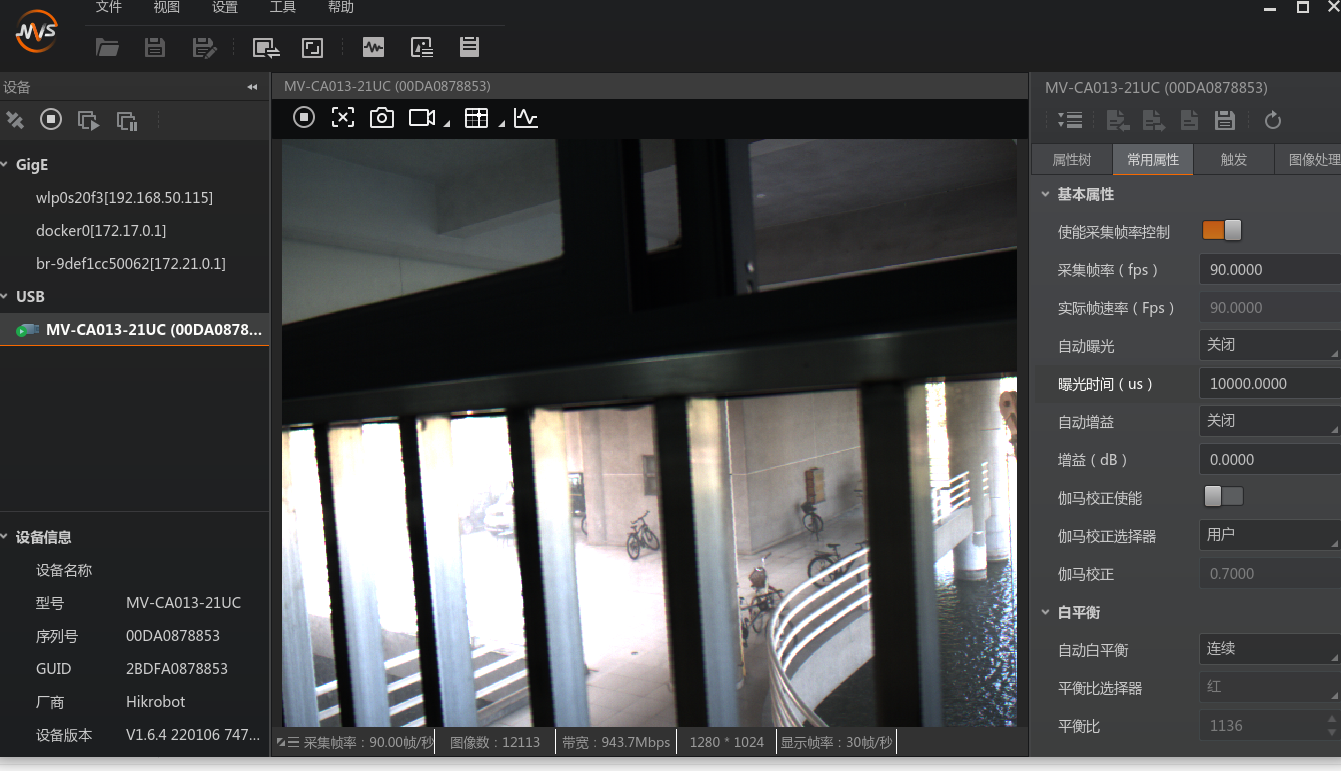 文件 视图 设置 工具 帮助
MVS
设备
GigE
wlp0s20f3[192.168.50.115]
docker0[172.17.0.1]
br-9def1cc50062[172.21.0.1]
USB
MV-CA013-21UC (00DA0878...
设备信息
设备名称
型号 MV-CA013-21UC
序列号 00DA0878853
GUID 2BDFA0878853
厂商 Hikrobot
设备版本 V1.6.4 220106 747...
MV-CA013-21UC (00DA0878853)
采集帧率：90.00帧/秒 图像数：12113 带宽：943.7Mbps 1280 * 1024 显示帧率：30帧/秒
MV-CA013-21UC (00DA0878853)
属性树 常用属性 触发 图像处理
基本属性
使能采集帧率控制
采集帧率（fps） 90.0000
实际帧速率（Fps） 90.0000
自动曝光 关闭
曝光时间（us） 10000.0000
自动增益 关闭
增益（dB） 0.0000
伽马校正使能
伽马校正选择器 用户
伽马校正 0.7000
白平衡
自动白平衡 连续
平衡比选择器 红
平衡比 1136